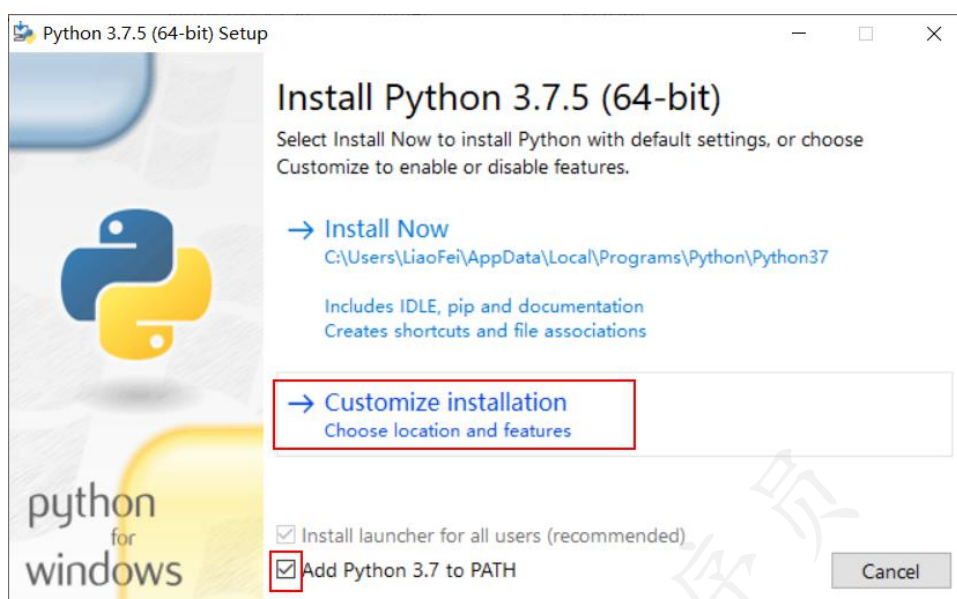 Python 3.7.5 (64-bit) Setup
Install Python 3.7.5 (64-bit)
Select Install Now to install Python with default settings, or choose
Customize to enable or disable features.
Install Now
C:\Users\LiaoFei\AppData\Local\Programs\Python\Python37
Includes IDLE, pip and documentation
Creates shortcuts and file associations
Customize installation
Choose location and features
python
for
windows
Install launcher for all users (recommended)
Add Python 3.7 to PATH
Cancel
序员